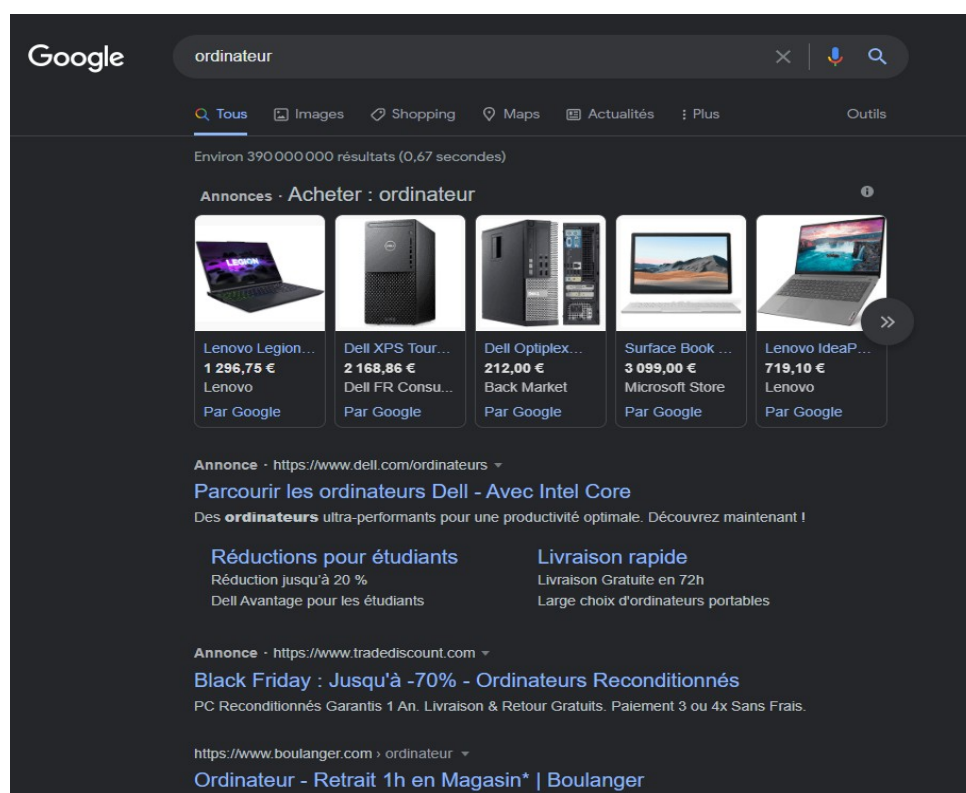 Google
ordinateur
Tous Images Shopping Maps Actualités Plus Outils
Environ 390 000 000 résultats (0,67 secondes)
Annonces · Acheter : ordinateur
LEGION
Lenovo Legion...
1 296,75 €
Lenovo
Par Google
Dell XPS Tour...
2 168,86 €
Dell FR Consu...
Par Google
Dell Optiplex...
212,00 €
Back Market
Par Google
Surface Book ...
3 099,00 €
Microsoft Store
Par Google
Lenovo IdeaP...
719,10 €
Lenovo
Par Google
Annonce · https://www.dell.com/ordinateurs
Parcourir les ordinateurs Dell - Avec Intel Core
Des ordinateurs ultra-performants pour une productivité optimale. Découvrez maintenant !
Réductions pour étudiants
Réduction jusqu'à 20 %
Dell Avantage pour les étudiants
Livraison rapide
Livraison Gratuite en 72h
Large choix d'ordinateurs portables
Annonce · https://www.tradediscount.com
Black Friday : Jusqu'à -70% - Ordinateurs Reconditionnés
PC Reconditionnés Garantis 1 An. Livraison & Retour Gratuits. Paiement 3 ou 4x Sans Frais.
https://www.boulanger.com › ordinateur
Ordinateur - Retrait 1h en Magasin* | Boulanger